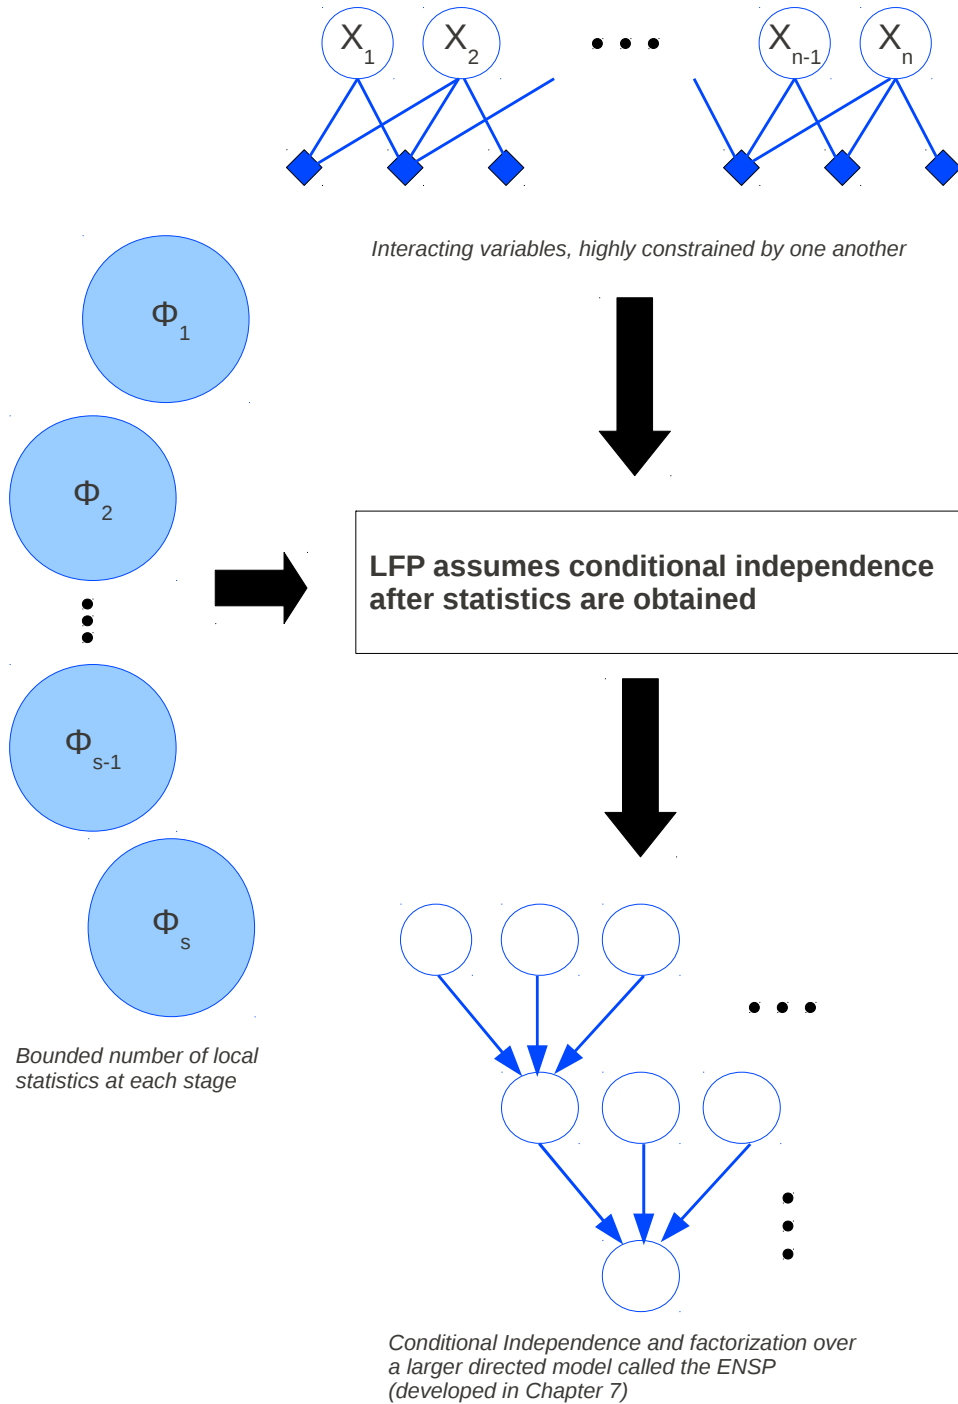 X1 X2 Xn-1 Xn
Interacting variables, highly constrained by one another
Φ1
Φ2
Φs-1
Φs
Bounded number of local
statistics at each stage
LFP assumes conditional independence
after statistics are obtained
Conditional Independence and factorization over
a larger directed model called the ENSP
(developed in Chapter 7)